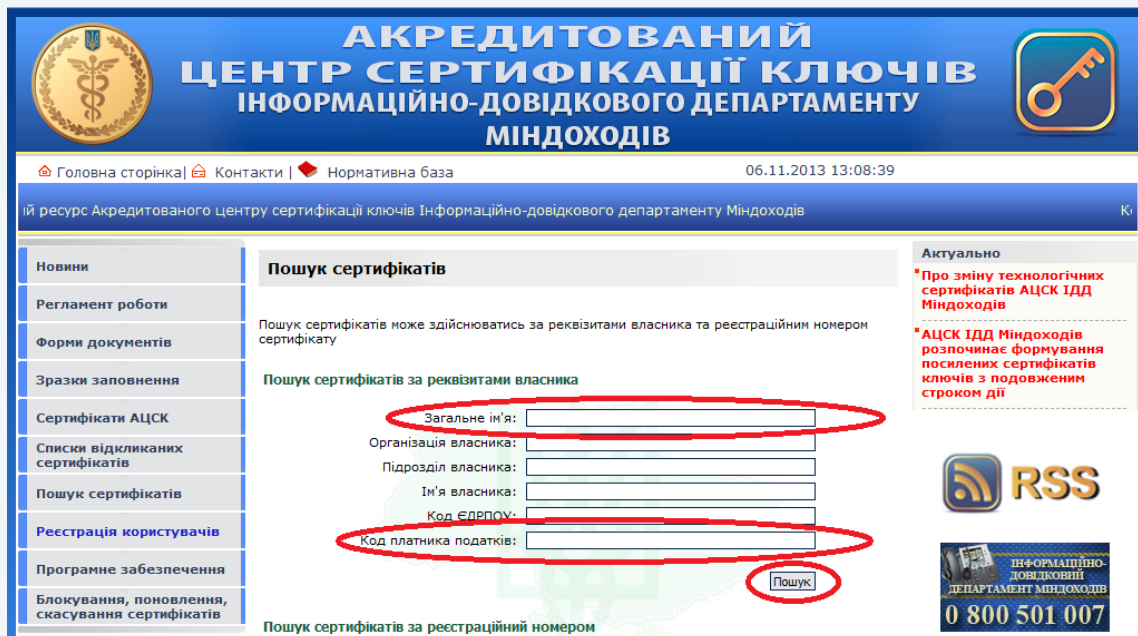 АКРЕДИТОВАНИЙ
ЦЕНТР СЕРТИФІКАЦІЇ КЛЮЧІВ
ІНФОРМАЦІЙНО-ДОВІДКОВОГО ДЕПАРТАМЕНТУ
МІНДОХОДІВ
Головна сторінка| Контакти | Нормативна база
06.11.2013 13:08:39
ий ресурс Акредитованого центру сертифікації ключів Інформаційно-довідкового департаменту Міндоходів
Новини
Регламент роботи
Форми документів
Зразки заповнення
Сертифікати АЦСК
Списки відкликаних
сертифікатів
Пошук сертифікатів
Реєстрація користувачів
Програмне забезпечення
Блокування, поновлення,
скасування сертифікатів
Пошук сертифікатів
Пошук сертифікатів може здійснюватись за реквізитами власника та реєстраційним номером
сертифікату
Пошук сертифікатів за реквізитами власника
Загальне ім'я:
Організація власника:
Підрозділ власника:
Ім'я власника:
Код ЄДРПОУ:
Код платника податків:
Пошук
Пошук сертифікатів за реєстраційний номером
Актуально
Про зміну технологічних
сертифікатів АЦСК ІДД
Міндоходів
АЦСК ІДД Міндоходів
розпочинає формування
посилених сертифікатів
ключів з подовженим
строком дії
RSS
ІНФОРМАЦІЙНО-
ДОВІДКОВИЙ
ДЕПАРТАМЕНТ МІНДОХОДІВ
0 800 501 007